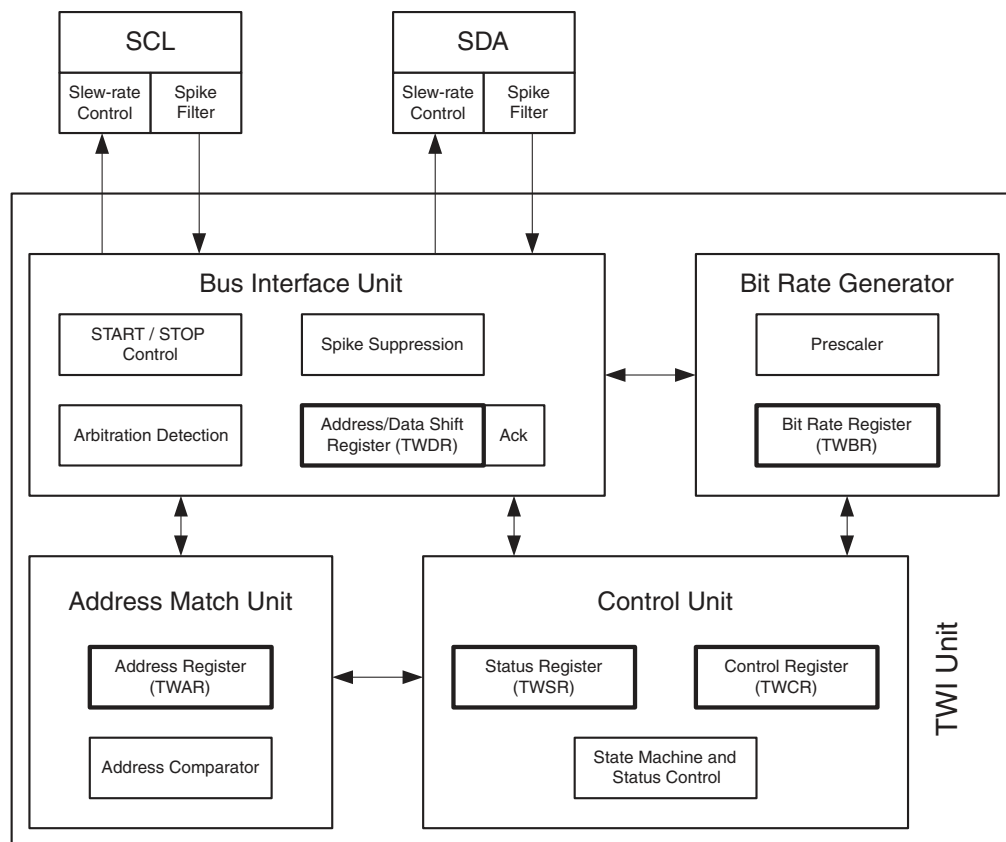 SCL
Slew-rate
Control
Spike
Filter
SDA
Slew-rate
Control
Spike
Filter
Bus Interface Unit
START / STOP
Control
Spike Suppression
Arbitration Detection
Address/Data Shift
Register (TWDR)
Ack
Bit Rate Generator
Prescaler
Bit Rate Register
(TWBR)
Address Match Unit
Address Register
(TWAR)
Address Comparator
Control Unit
Status Register
(TWSR)
Control Register
(TWCR)
State Machine and
Status Control
TWI Unit